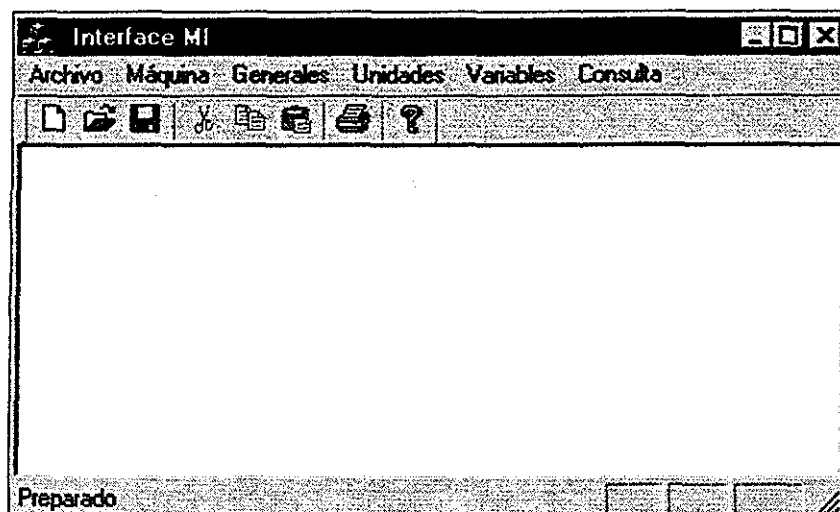 Interface MI
Archivo Máquina Generales Unidades Variables Consulta
Preparado